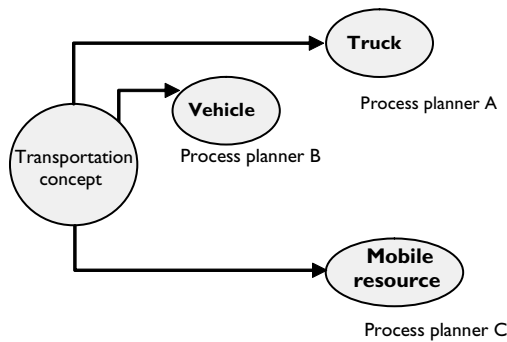 Truck
Process planner A
Vehicle
Process planner B
Transportation
concept
Mobile
resource
Process planner C